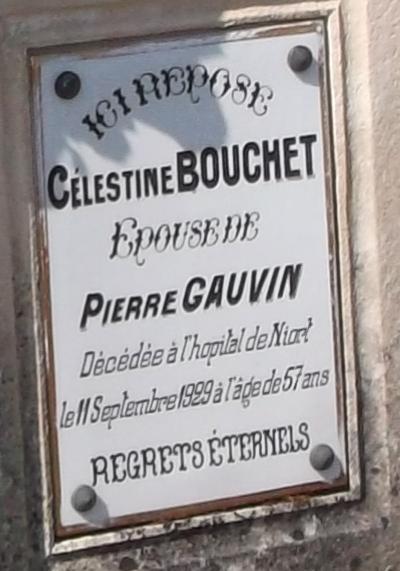 ICI REPOSE
CÉLESTINE BOUCHET
EPOUSE DE
PIERRE GAUVIN
Décédée à l'hopital de Niort
le 11 Septembre 1929 à l'âge de 57 ans
REGRETS ÉTERNELS